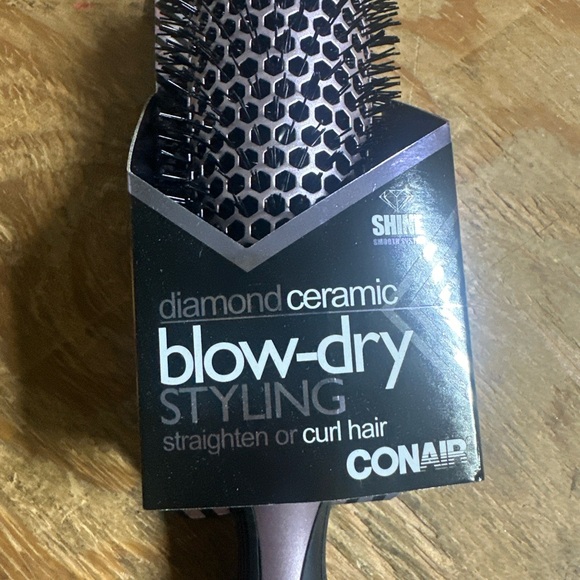 SHINE
diamond ceramic
blow-dry
STYLING
straighten or curl hair
CONAIR